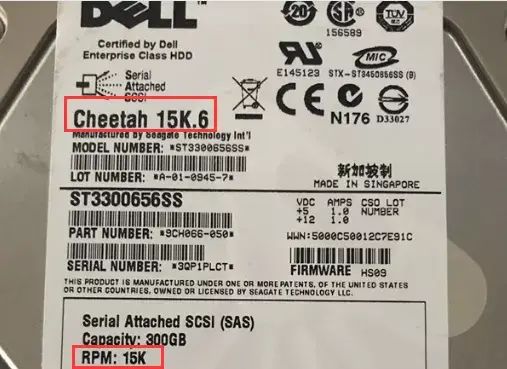 DELL
Certified by Dell
Enterprise Class HDD
Serial
Attached
SCSI
Cheetah 15K.6
Manufactured by Seagate Technology Int'l
MODEL NUMBER: *ST3300656SS*
LOT NUMBER: *A-01-0945-7*
ST3300656SS
PART NUMBER: *9CH066-050*
SERIAL NUMBER: *3QP1PLCT*
20
TUV
156589
E145123
MIC
STX-ST3450856SS (B)
CE
N176
D33027
新加坡制
MADE IN SINGAPORE
VDC AMPS CSO LOT
+5 1.0 NUMBER
+12 1.0
WWN:5000C50012C7E91C
FIRMWARE HS09
THIS PRODUCT IS MANUFACTURED UNDER ONE OR MORE PATENTS, OF THE UNITED STATES
OR OTHER COUNTRIES, OWNED OR LICENSED BY SEAGATE TECHNOLOGY LLC.
Serial Attached SCSI (SAS)
Capacity: 300GB
RPM: 15K